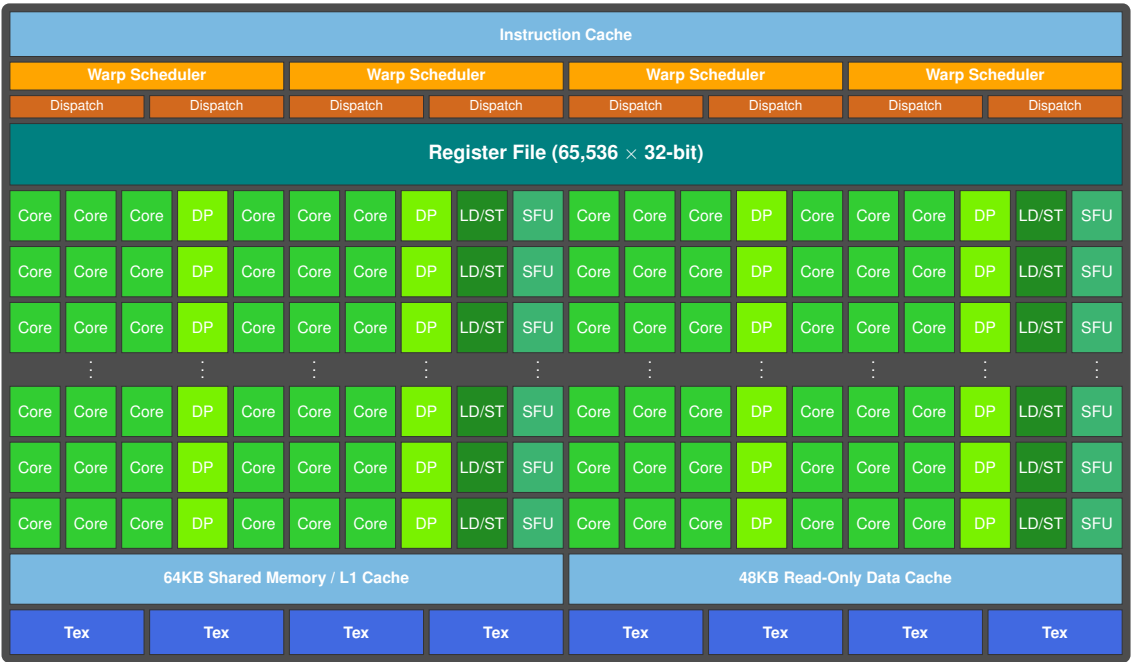 Instruction Cache
Warp Scheduler Warp Scheduler Warp Scheduler Warp Scheduler
Dispatch Dispatch Dispatch Dispatch Dispatch Dispatch Dispatch Dispatch
Register File (65,536 × 32-bit)
Core Core Core DP Core Core Core DP LD/ST SFU Core Core Core DP Core Core Core DP LD/ST SFU
Core Core Core DP Core Core Core DP LD/ST SFU Core Core Core DP Core Core Core DP LD/ST SFU
Core Core Core DP Core Core Core DP LD/ST SFU Core Core Core DP Core Core Core DP LD/ST SFU
⋮ ⋮ ⋮ ⋮ ⋮ ⋮ ⋮ ⋮ ⋮ ⋮
Core Core Core DP Core Core Core DP LD/ST SFU Core Core Core DP Core Core Core DP LD/ST SFU
Core Core Core DP Core Core Core DP LD/ST SFU Core Core Core DP Core Core Core DP LD/ST SFU
Core Core Core DP Core Core Core DP LD/ST SFU Core Core Core DP Core Core Core DP LD/ST SFU
64KB Shared Memory / L1 Cache 48KB Read-Only Data Cache
Tex Tex Tex Tex Tex Tex Tex Tex